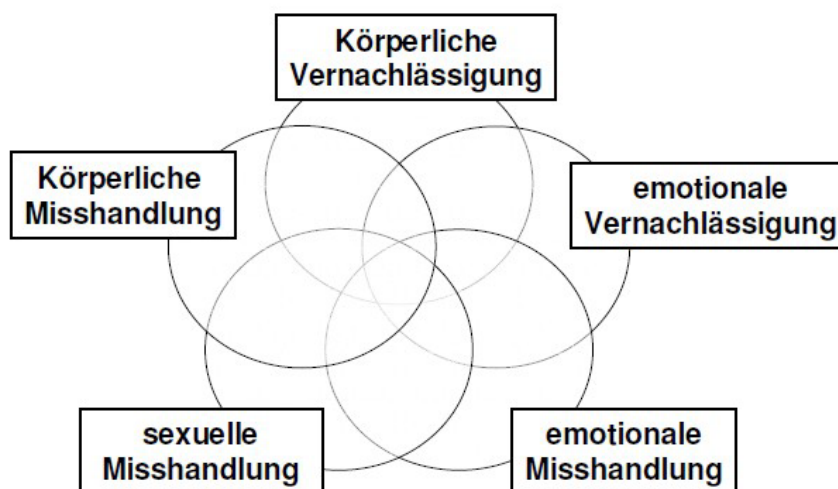 Körperliche
Vernachlässigung
Körperliche
Misshandlung
emotionale
Vernachlässigung
sexuelle
Misshandlung
emotionale
Misshandlung